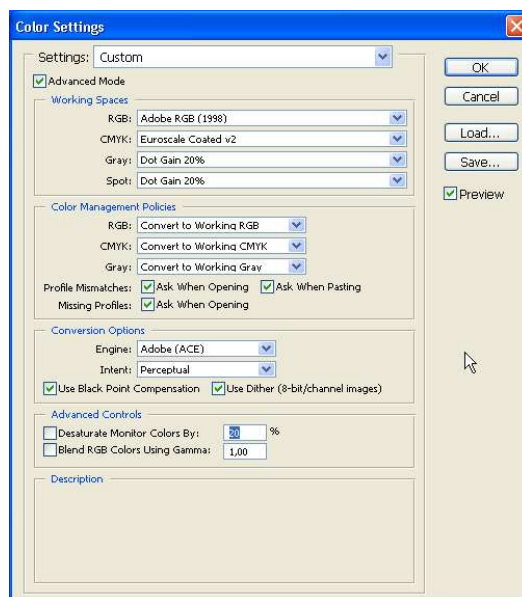 Color Settings
Settings: Custom
OK
Advanced Mode
Cancel
Working Spaces
RGB: Adobe RGB (1998)
CMYK: Euroscale Coated v2
Load...
Gray: Dot Gain 20%
Save...
Spot: Dot Gain 20%
Preview
Color Management Policies
RGB: Convert to Working RGB
CMYK: Convert to Working CMYK
Gray: Convert to Working Gray
Profile Mismatches: Ask When Opening Ask When Pasting
Missing Profiles: Ask When Opening
Conversion Options
Engine: Adobe (ACE)
Intent: Perceptual
Use Black Point Compensation Use Dither (8-bit/channel images)
Advanced Controls
Desaturate Monitor Colors By: 20 %
Blend RGB Colors Using Gamma: 1,00
Description